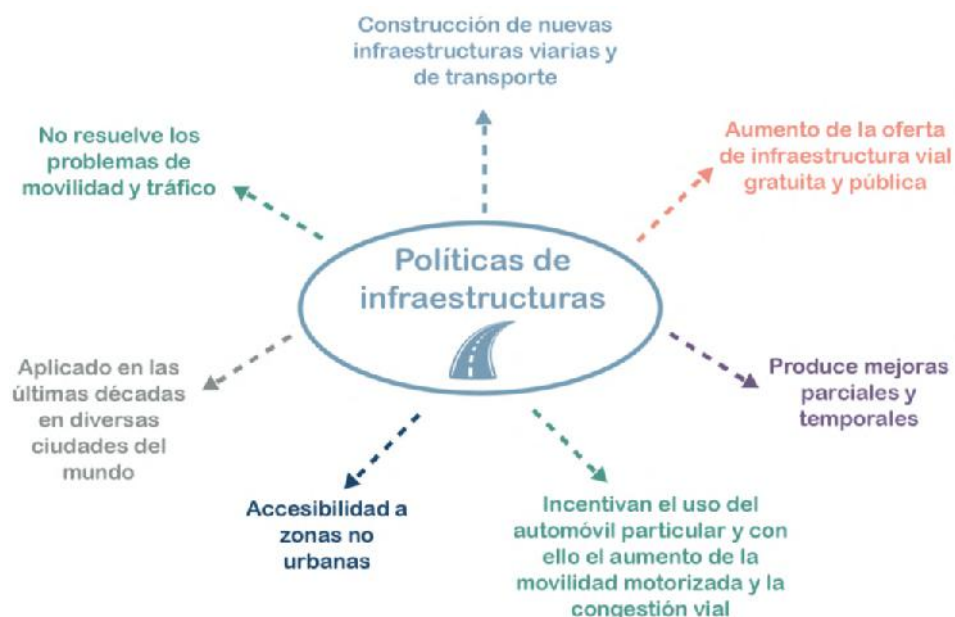 Construcción de nuevas
infraestructuras viarias y
de transporte
No resuelve los
problemas de
movilidad y tráfico
Aumento de la oferta
de infraestructura vial
gratuita y pública
Políticas de
infraestructuras
Aplicado en las
últimas décadas
en diversas
ciudades del
mundo
Produce mejoras
parciales y
temporales
Accesibilidad a
zonas no
urbanas
Incentivan el uso del
automóvil particular y con
ello el aumento de la
movilidad motorizada y la
congestión vial